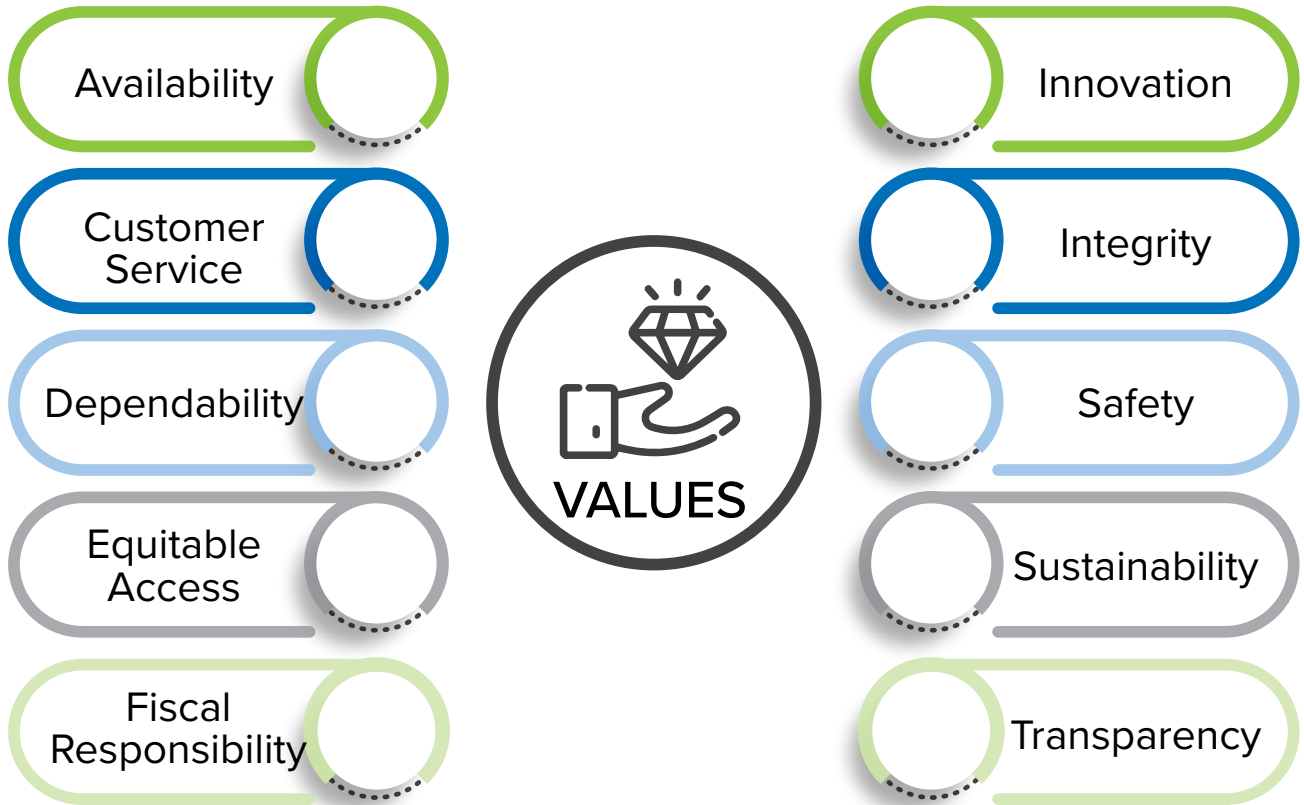 Availability
Customer
Service
Dependability
Equitable
Access
Fiscal
Responsibility
VALUES
Innovation
Integrity
Safety
Sustainability
Transparency